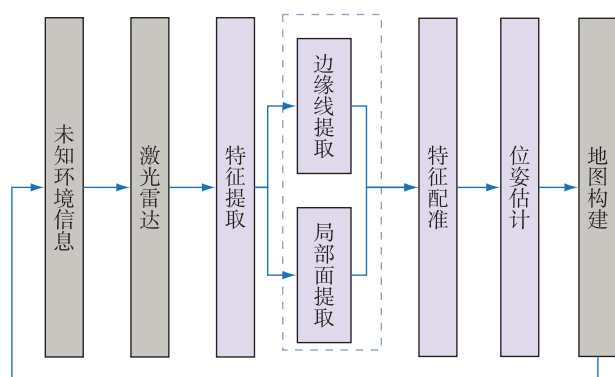 未知环境信息
激光雷达
特征提取
边缘线提取
局部面提取
特征配准
位姿估计
地图构建